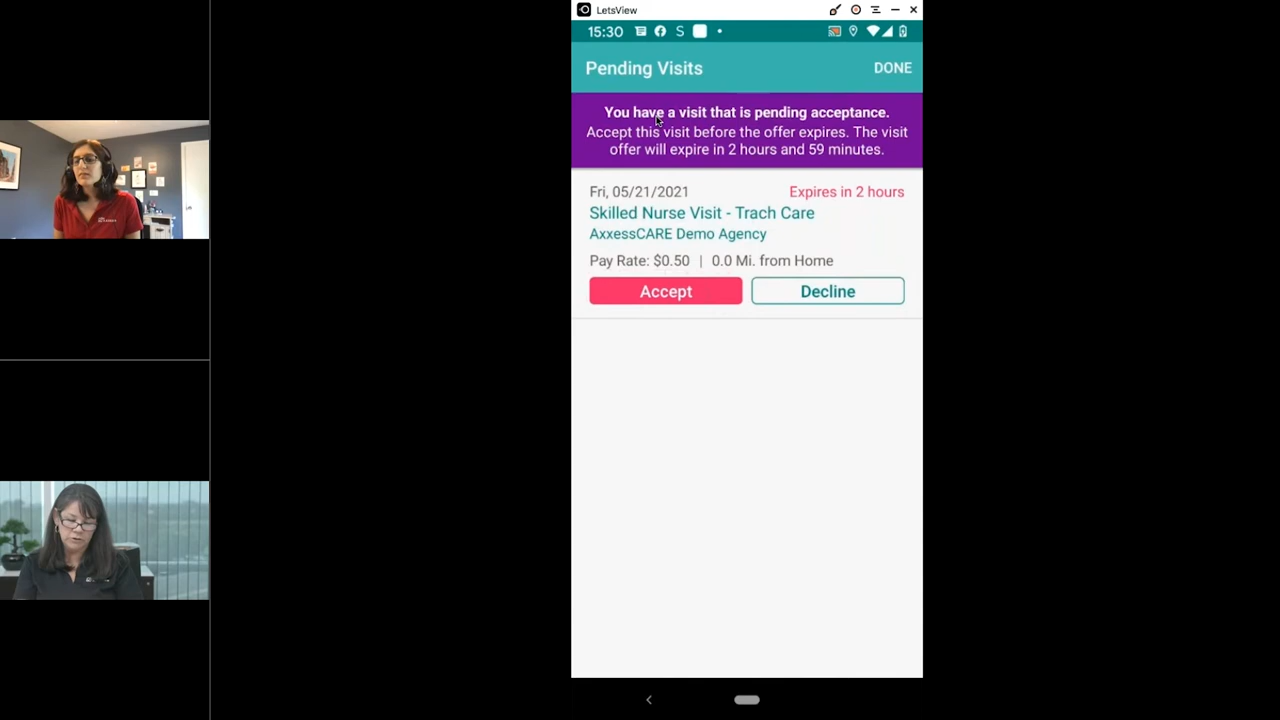 LetsView
15:30
Pending Visits
DONE
You have a visit that is pending acceptance.
Accept this visit before the offer expires. The visit
offer will expire in 2 hours and 59 minutes.
Fri, 05/21/2021
Expires in 2 hours
Skilled Nurse Visit - Trach Care
AxxessCARE Demo Agency
Pay Rate: $0.50 | 0.0 Mi. from Home
Accept
Decline